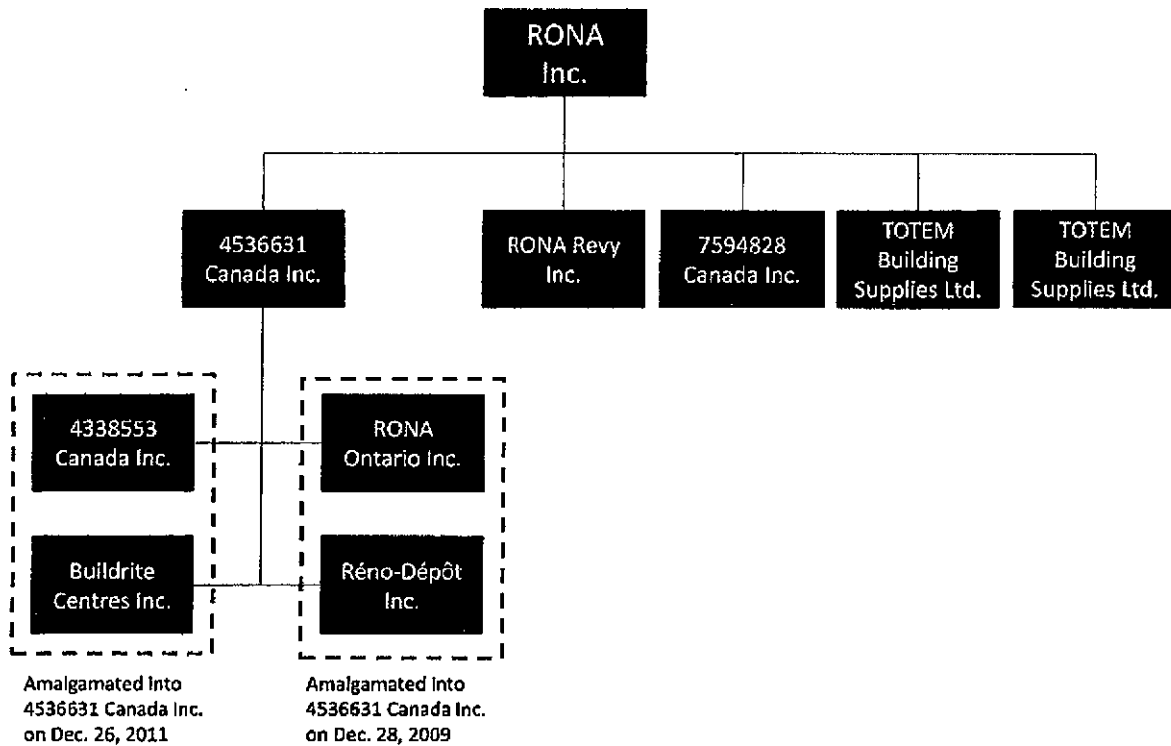 RONA
Inc.
4536631
Canada Inc.
RONA Revy
Inc.
7594828
Canada Inc.
TOTEM
Building
Supplies Ltd.
TOTEM
Building
Supplies Ltd.
4338553
Canada Inc.
RONA
Ontario Inc.
Buildrite
Centres Inc.
Réno-Dépôt
Inc.
Amalgamated into
4536631 Canada Inc.
on Dec. 26, 2011
Amalgamated into
4536631 Canada Inc.
on Dec. 28, 2009